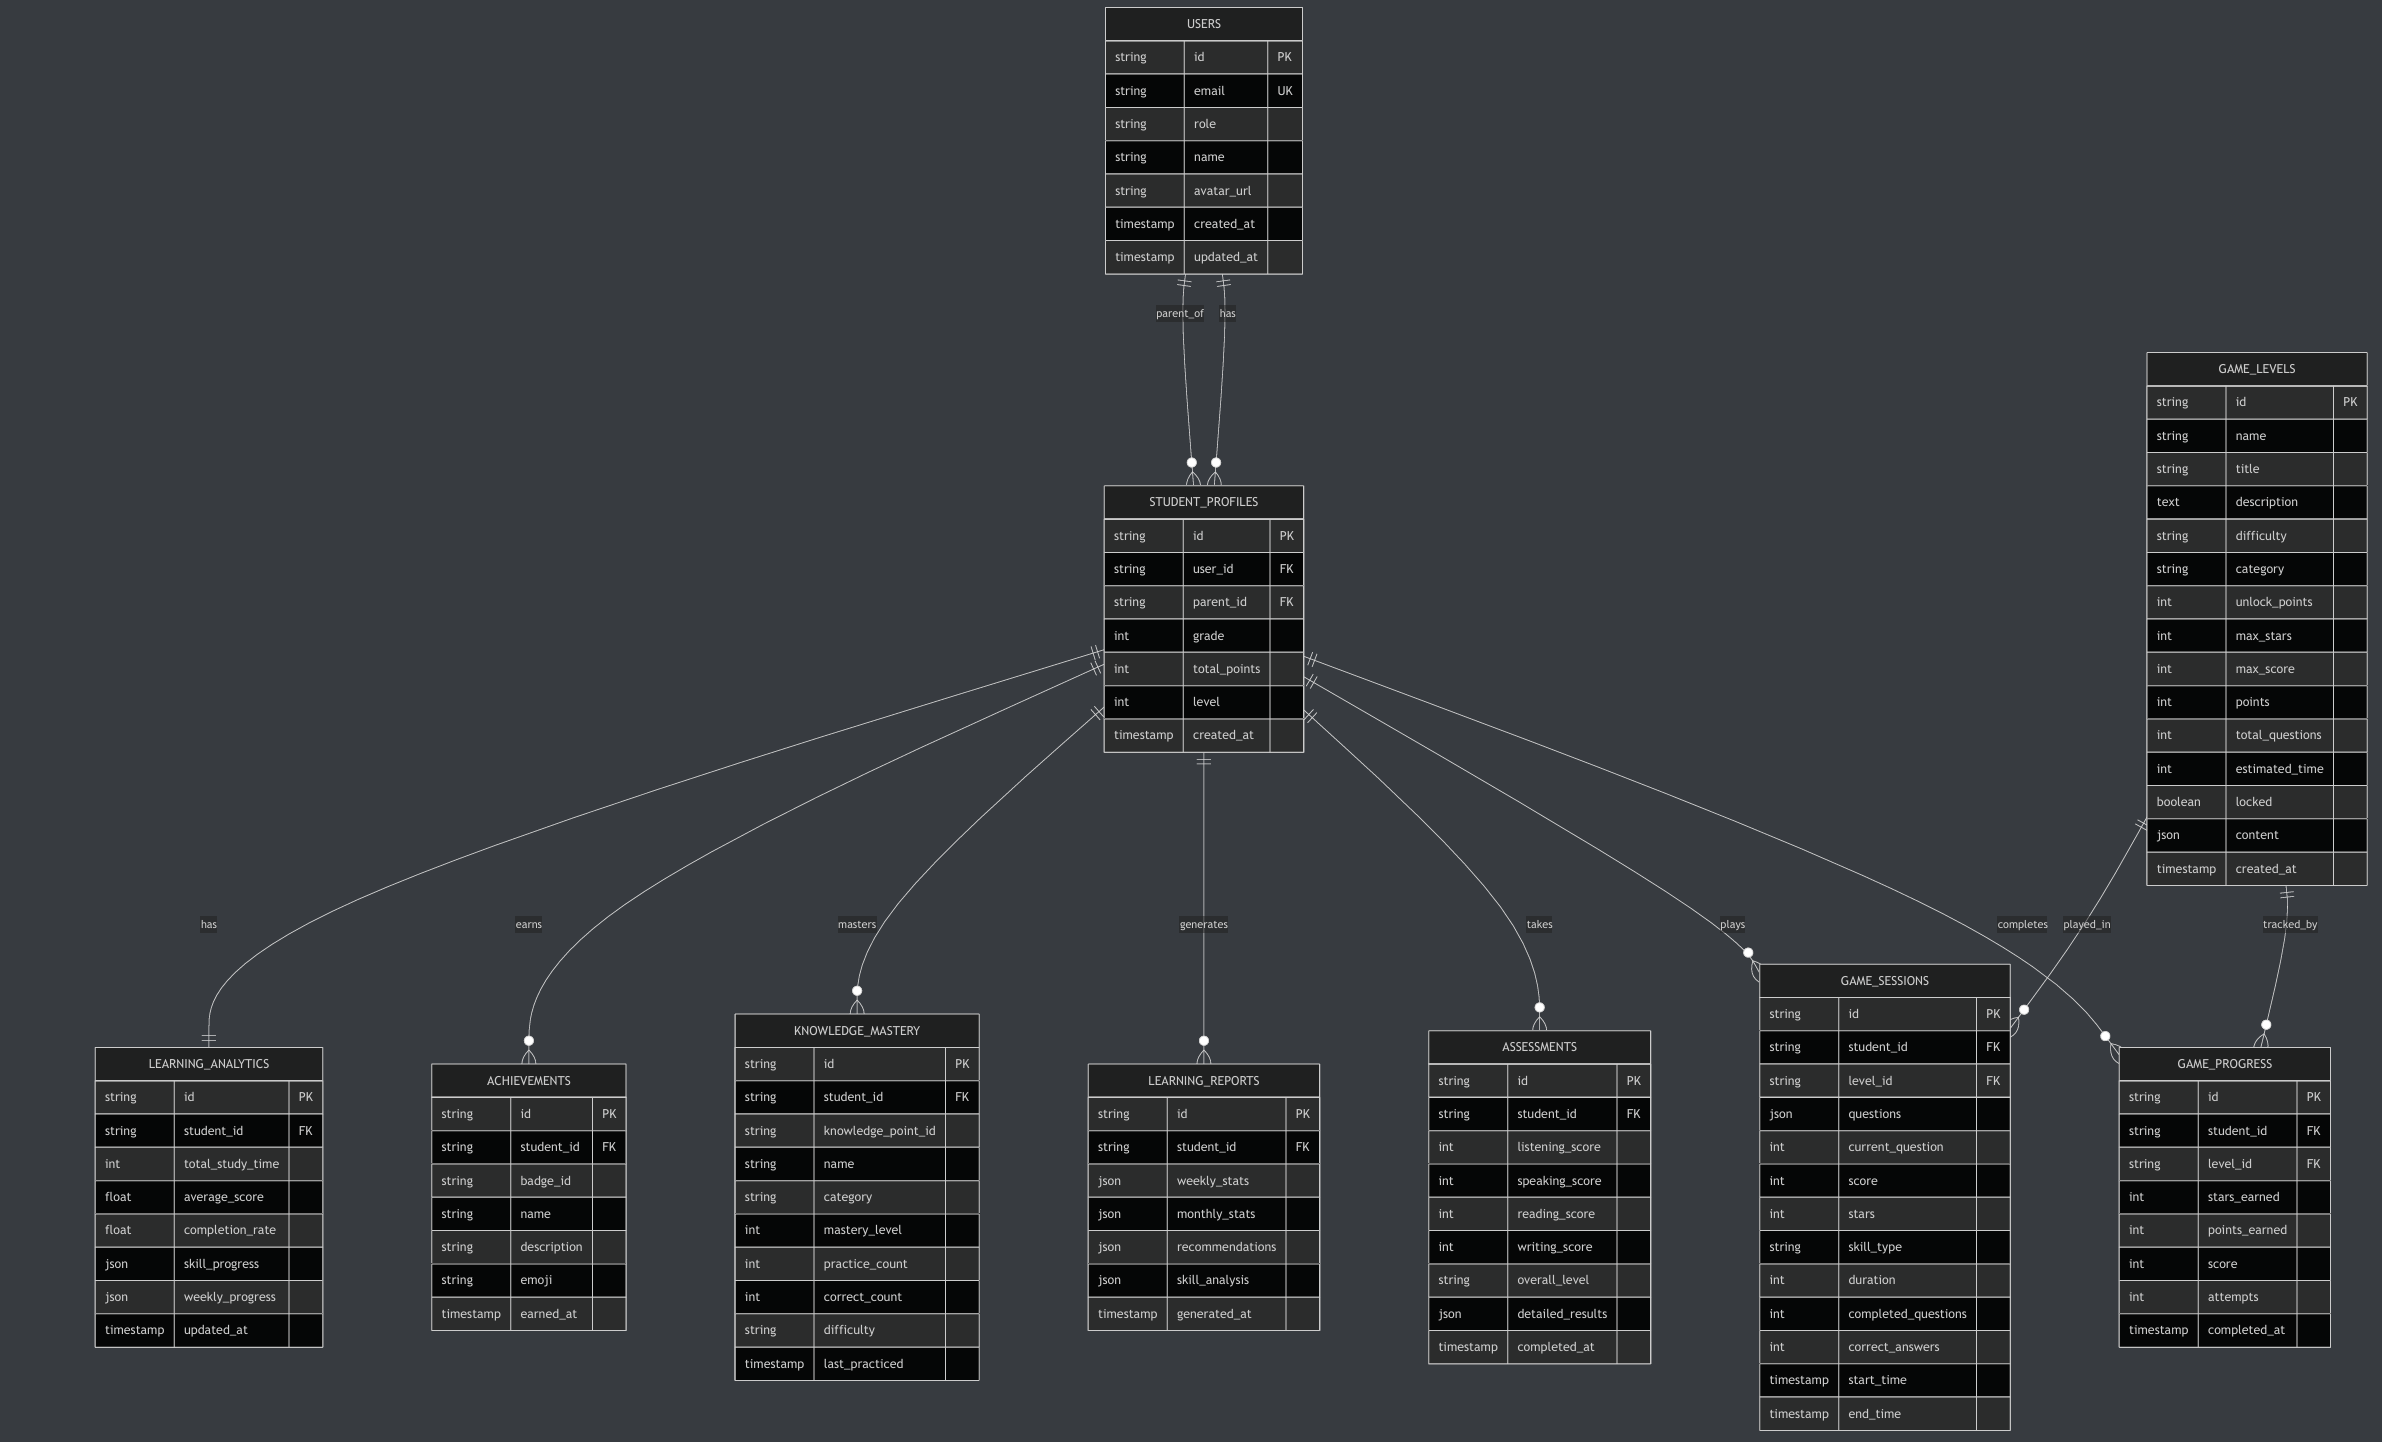 USERS
string id PK
string email UK
string role
string name
string avatar_url
timestamp created_at
timestamp updated_at
parent_of has
STUDENT_PROFILES
string id PK
string user_id FK
string parent_id FK
int grade
int total_points
int level
timestamp created_at
GAME_LEVELS
string id PK
string name
string title
text description
string difficulty
string category
int unlock_points
int max_stars
int max_score
int points
int total_questions
int estimated_time
boolean locked
json content
timestamp created_at
has earns masters generates takes plays completes played_in tracked_by
LEARNING_ANALYTICS
string id PK
string student_id FK
int total_study_time
float average_score
float completion_rate
json skill_progress
json weekly_progress
timestamp updated_at
ACHIEVEMENTS
string id PK
string student_id FK
string badge_id
string name
string description
string emoji
timestamp earned_at
KNOWLEDGE_MASTERY
string id PK
string student_id FK
string knowledge_point_id
string name
string category
int mastery_level
int practice_count
int correct_count
string difficulty
timestamp last_practiced
LEARNING_REPORTS
string id PK
string student_id FK
json weekly_stats
json monthly_stats
json recommendations
json skill_analysis
timestamp generated_at
ASSESSMENTS
string id PK
string student_id FK
int listening_score
int speaking_score
int reading_score
int writing_score
string overall_level
json detailed_results
timestamp completed_at
GAME_SESSIONS
string id PK
string student_id FK
string level_id FK
json questions
int current_question
int score
int stars
string skill_type
int duration
int completed_questions
int correct_answers
timestamp start_time
timestamp end_time
GAME_PROGRESS
string id PK
string student_id FK
string level_id FK
int stars_earned
int points_earned
int score
int attempts
timestamp completed_at